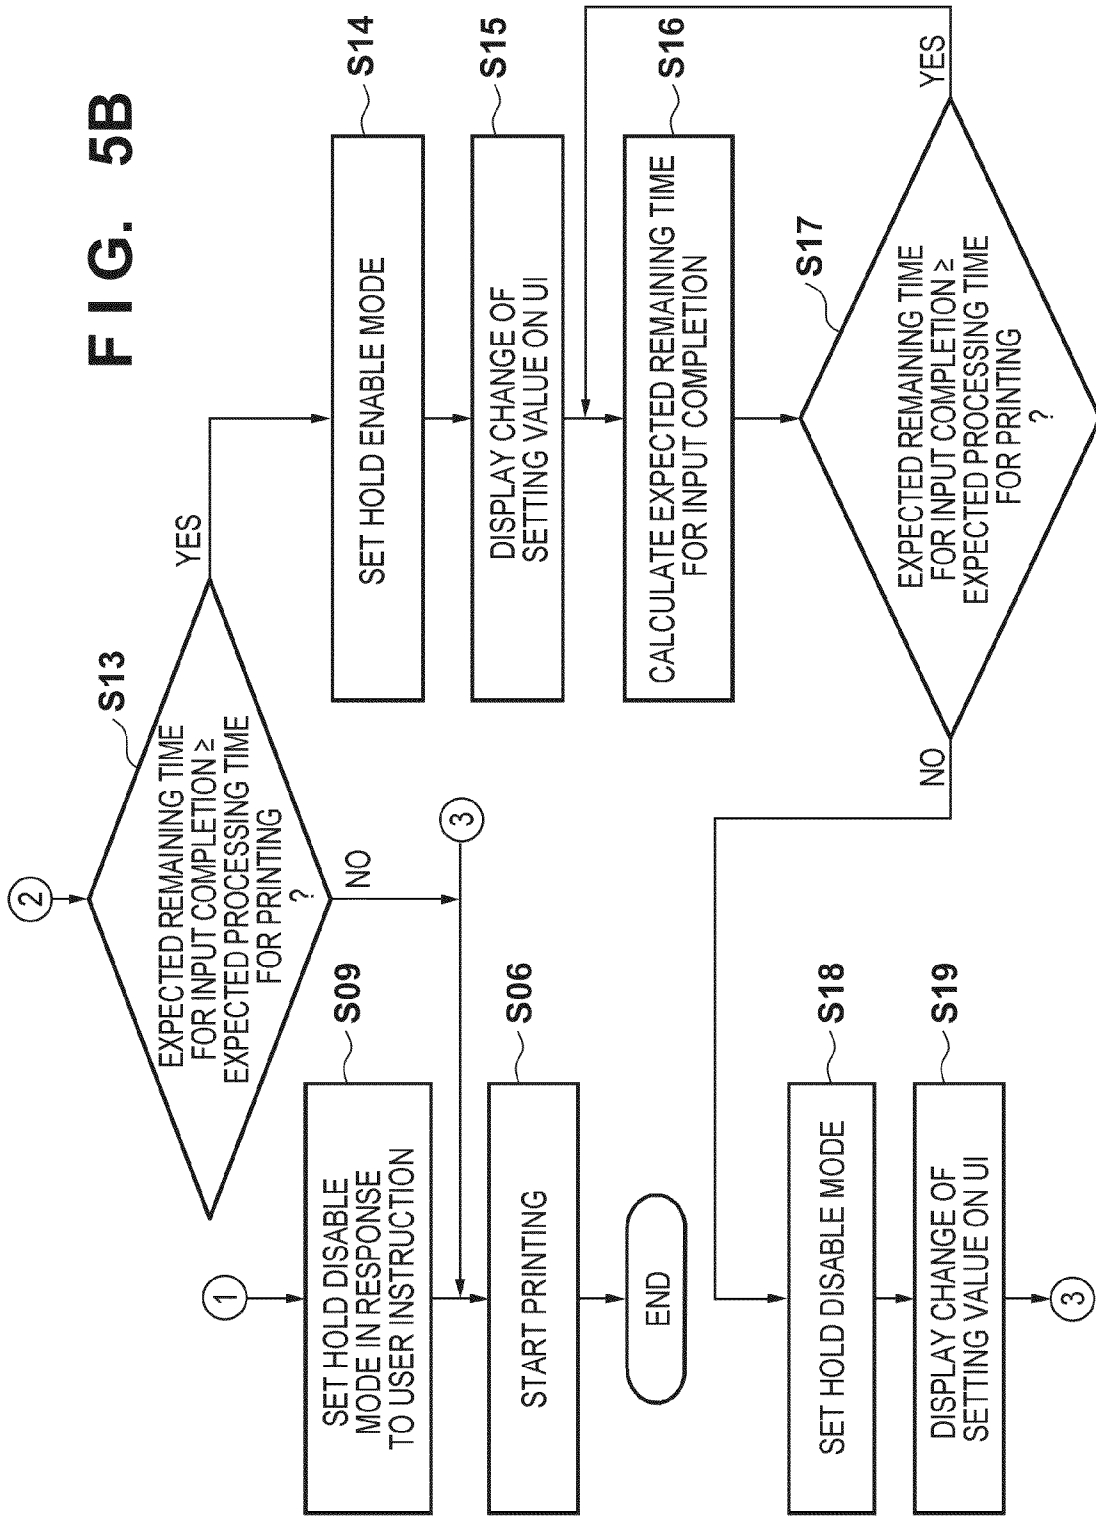 FIG. 5B
2
EXPECTED REMAINING TIME
FOR INPUT COMPLETION ≥
EXPECTED PROCESSING TIME
FOR PRINTING
?
S13
YES
NO
1
SET HOLD DISABLE
MODE IN RESPONSE
TO USER INSTRUCTION
S09
3
START PRINTING
S06
END
SET HOLD ENABLE MODE
S14
DISPLAY CHANGE OF
SETTING VALUE ON UI
S15
CALCULATE EXPECTED REMAINING TIME
FOR INPUT COMPLETION
S16
EXPECTED REMAINING TIME
FOR INPUT COMPLETION ≥
EXPECTED PROCESSING TIME
FOR PRINTING
?
S17
YES
NO
SET HOLD DISABLE MODE
S18
DISPLAY CHANGE OF
SETTING VALUE ON UI
S19
3